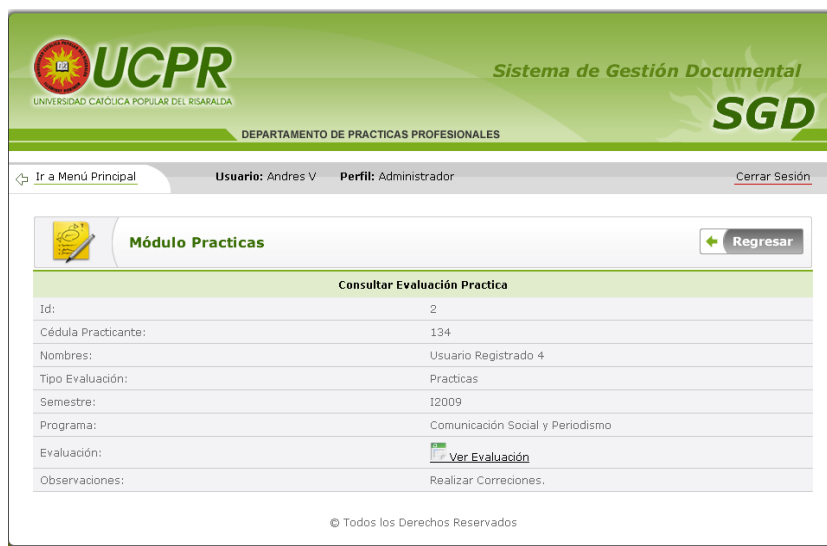 UCPR
UNIVERSIDAD CATÓLICA POPULAR DEL RISARALDA
Sistema de Gestión Documental
SGD
DEPARTAMENTO DE PRACTICAS PROFESIONALES
Ir a Menú Principal Usuario: Andres V Perfil: Administrador Cerrar Sesión
Módulo Practicas Regresar
Consultar Evaluación Practica
Id: 2
Cédula Practicante: 134
Nombres: Usuario Registrado 4
Tipo Evaluación: Practicas
Semestre: I2009
Programa: Comunicación Social y Periodismo
Evaluación: Ver Evaluación
Observaciones: Realizar Correciones.
© Todos los Derechos Reservados